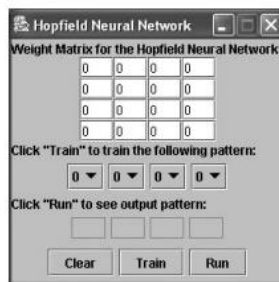 Hopfield Neural Network
Weight Matrix for the Hopfield Neural Network
0 0 0 0
0 0 0 0
0 0 0 0
0 0 0 0
Click "Train" to train the following pattern:
0 0 0 0
Click "Run" to see output pattern:
Clear Train Run